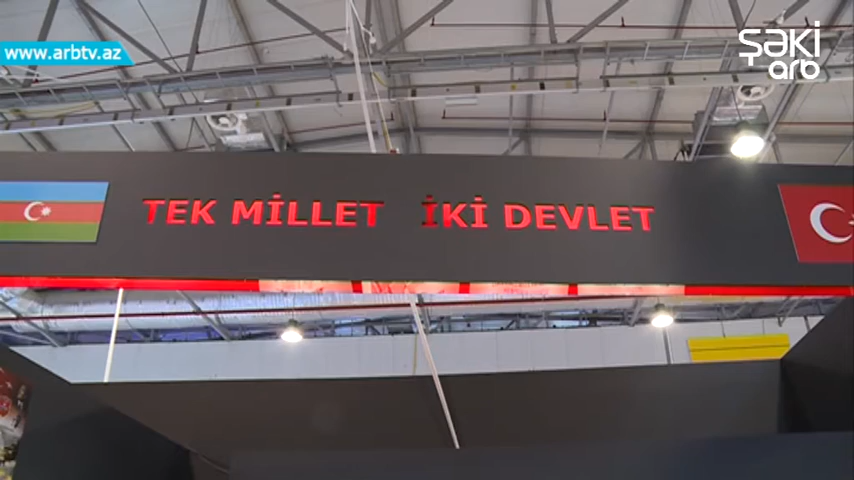 www.arbtv.az
ŞƏKİ
arb
TEK MİLLET İKİ DEVLET